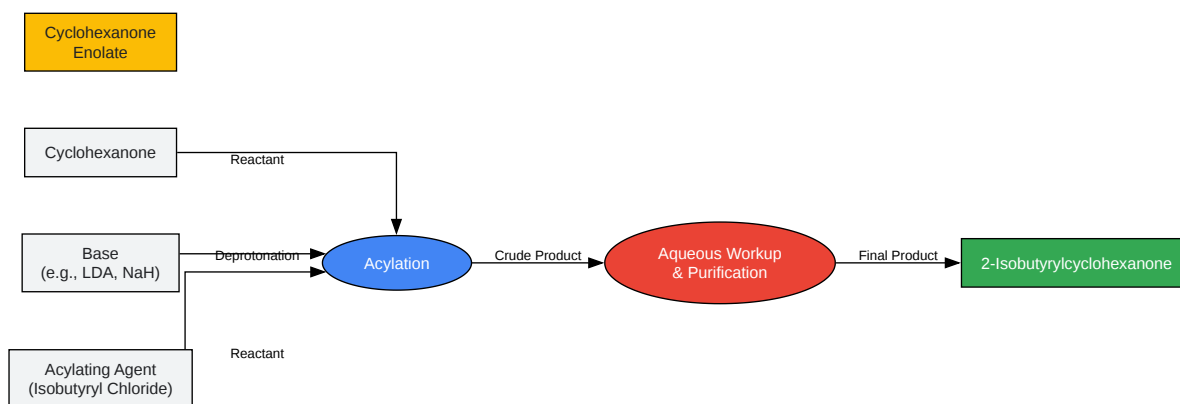 Cyclohexanone
Enolate
Cyclohexanone
Reactant
Base
(e.g., LDA, NaH)
Deprotonation
Acylation
Crude Product
Aqueous Workup
& Purification
Final Product
2-Isobutyrylcyclohexanone
Acylating Agent
(Isobutyryl Chloride)
Reactant